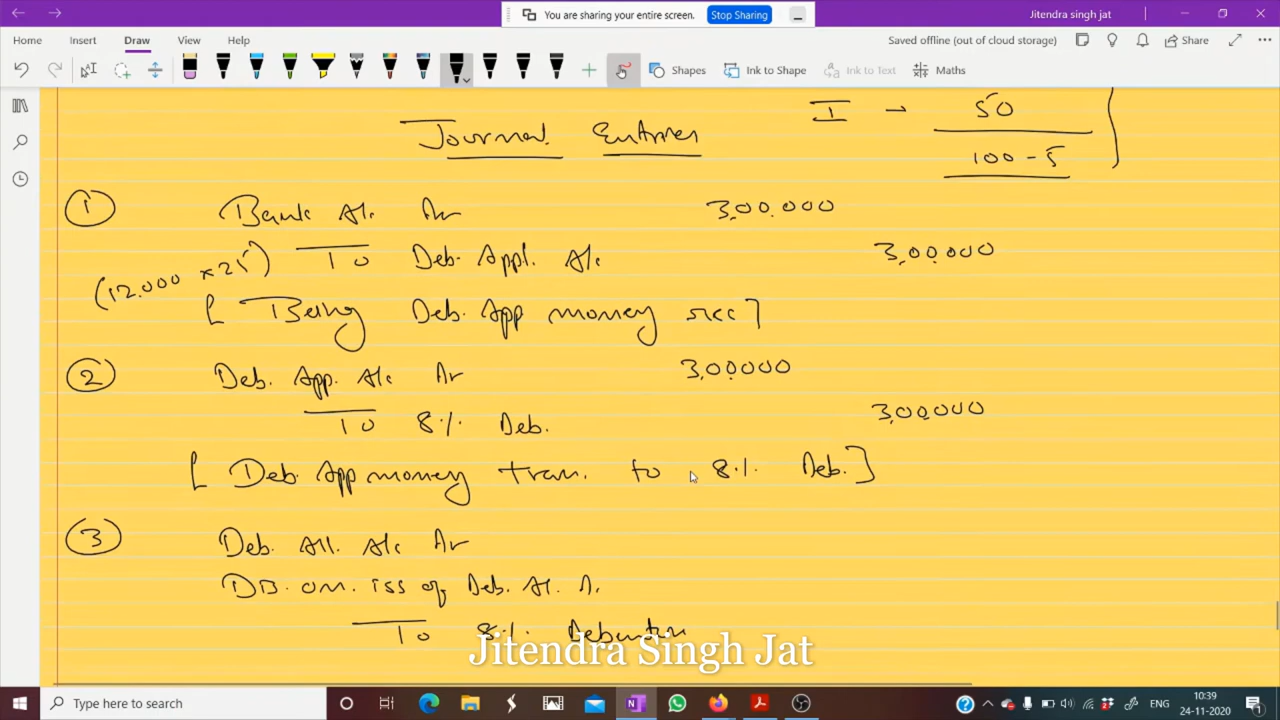 You are sharing your entire screen. Stop Sharing
Jitendra singh jat
Home Insert Draw View Help
Saved offline (out of cloud storage) Share
Shapes Ink to Shape Ink to Text Maths
Journal Entries
I → 50
100 - 5
1 Bank A/c. Dr 3,00,000
(12,000 × 25) To Deb. Appl. A/c 3,00,000
[ Being Deb. App money rec ]
2 Deb. App. A/c Dr 3,00,000
To 8% Deb. 3,00,000
[ Deb. App money tran. to 8% Deb. ]
3 Deb. All. A/c Dr
Dis. on. iss of Deb. A/c. D.
To 8% Debenture
Jitendra Singh Jat
Type here to search
ENG
10:39
24-11-2020